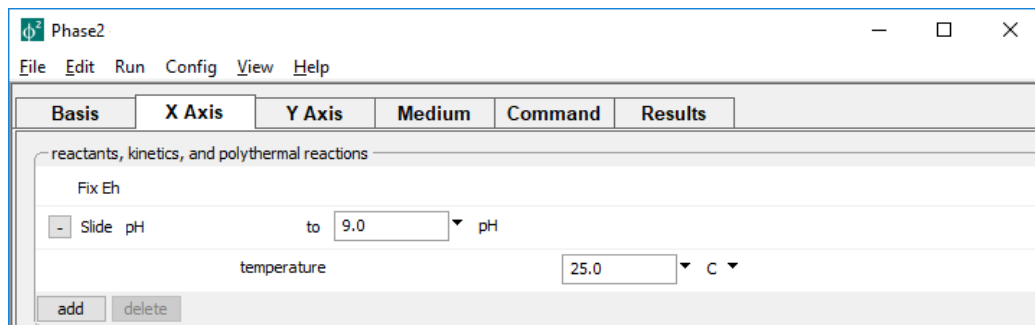 ϕ² Phase2
File Edit Run Config View Help
Basis X Axis Y Axis Medium Command Results
reactants, kinetics, and polythermal reactions
Fix Eh
- Slide pH to 9.0 pH
temperature 25.0 C
add delete